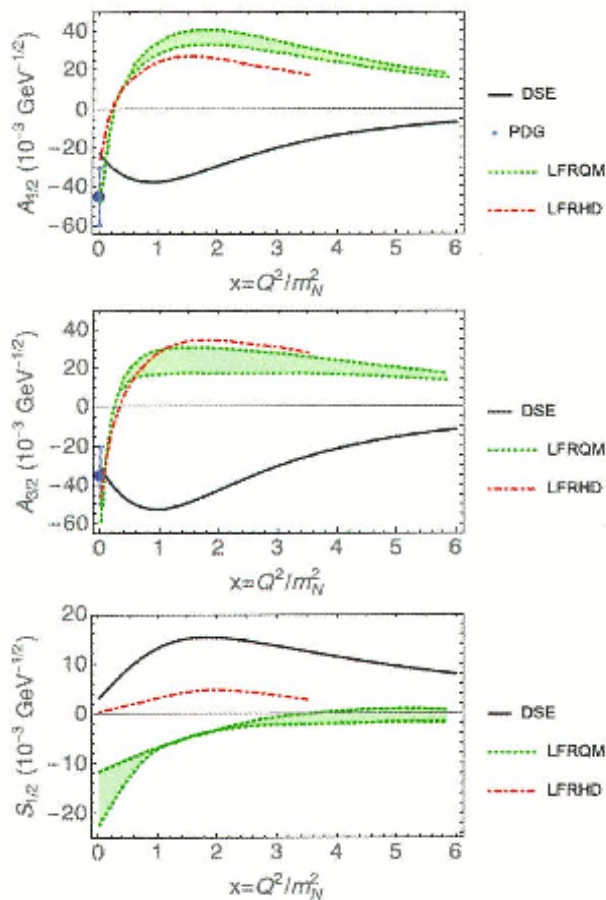 A1/2 (10⁻³ GeV⁻¹/²)
40
20
0
−20
−40
−60
0 1 2 3 4 5 6
x=Q²/m²N
DSE
PDG
LFRQM
LFRHD
A3/2 (10⁻³ GeV⁻¹/²)
40
20
0
−20
−40
−60
0 1 2 3 4 5 6
x=Q²/m²N
DSE
LFRQM
LFRHD
S1/2 (10⁻³ GeV⁻¹/²)
20
10
0
−10
−20
0 1 2 3 4 5 6
x=Q²/m²N
DSE
LFRQM
LFRHD